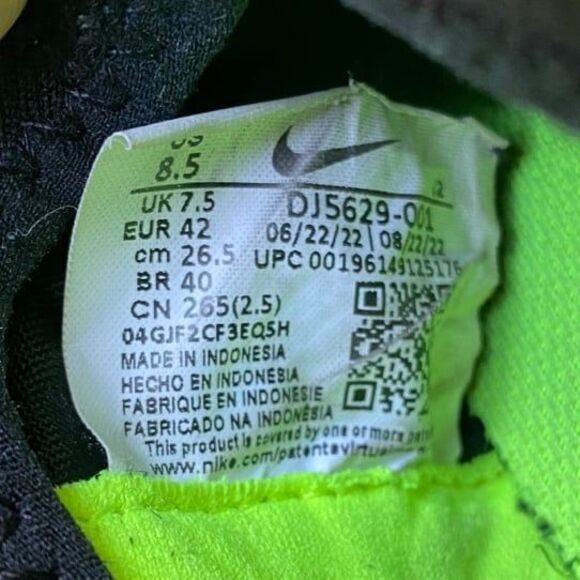 US
8.5
UK 7.5
EUR 42
cm 26.5
BR 40
CN 265(2.5)
DJ5629-001
06/22/22 | 08/22/22
UPC 00196149125176
04GJF2CF3EQ5H
MADE IN INDONESIA
HECHO EN INDONESIA
FABRIQUE EN INDONESIE
FABRICADO NA INDONÉSIA
This product is covered by one or more
www.nike.com/patents